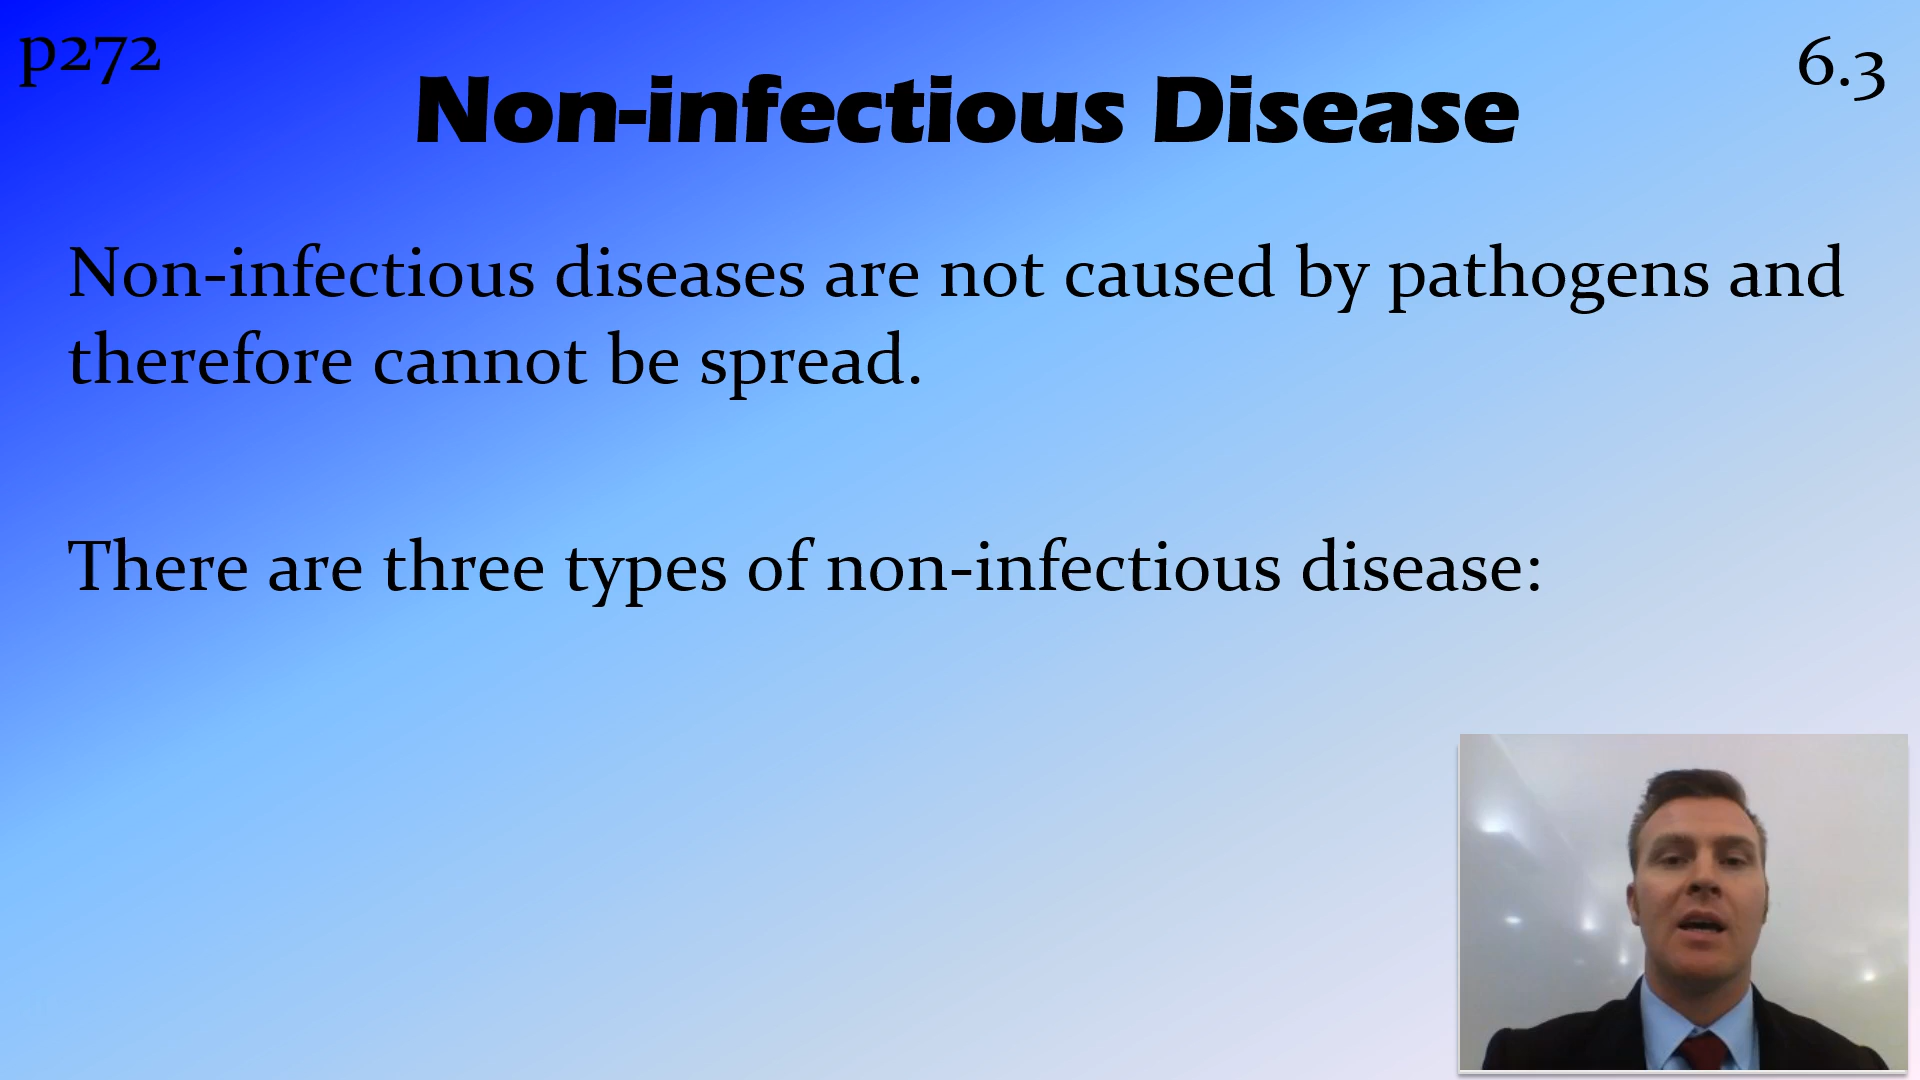 p272
6.3
Non-infectious Disease
Non-infectious diseases are not caused by pathogens and
therefore cannot be spread.
There are three types of non-infectious disease: